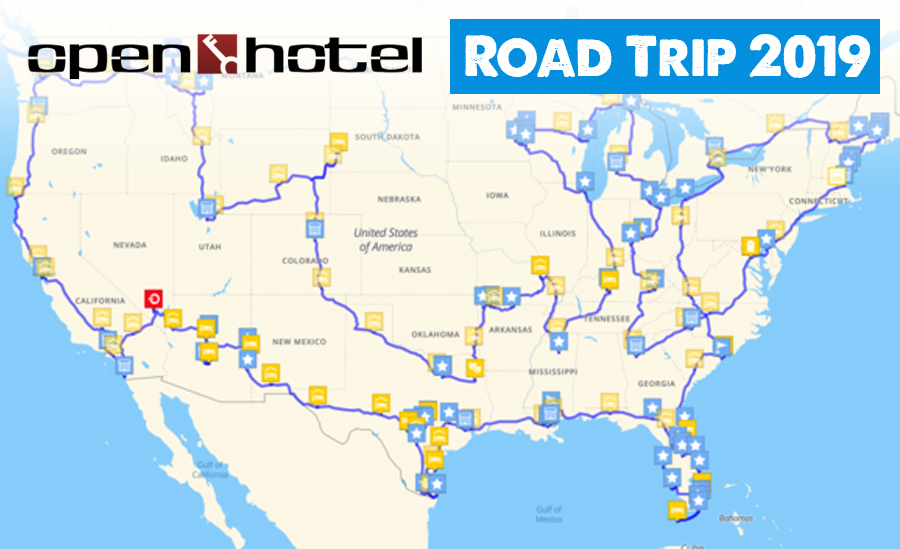 open hotel
ROAD TRIP 2019
MONTANA
MINNESOTA
OREGON
IDAHO
SOUTH DAKOTA
NEW YORK
CONNECTICUT
NEBRASKA
IOWA
NEVADA
UTAH
United States
of America
ILLINOIS
COLORADO
KANSAS
CALIFORNIA
TENNESSEE
OKLAHOMA
ARKANSAS
NEW MEXICO
MISSISSIPPI
GEORGIA
Gulf of
California
Gulf of
Mexico
Bahamas
Cuba